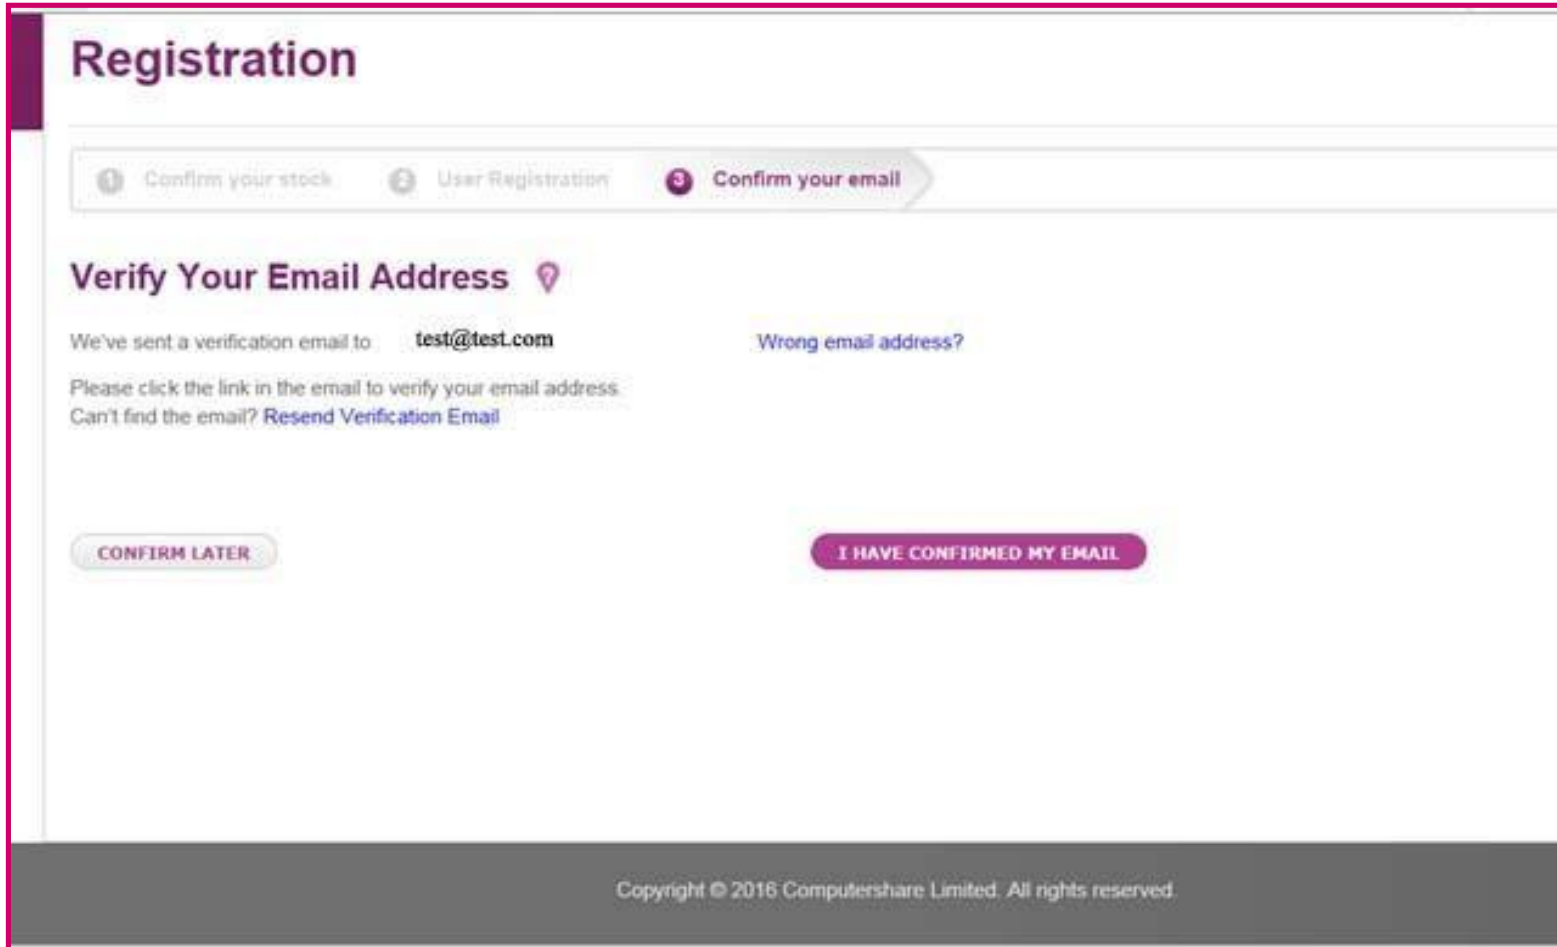 Registration
1 Confirm your stock 2 User Registration 3 Confirm your email
Verify Your Email Address ?
We've sent a verification email to test@test.com Wrong email address?
Please click the link in the email to verify your email address.
Can't find the email? Resend Verification Email
CONFIRM LATER I HAVE CONFIRMED MY EMAIL
Copyright © 2016 Computershare Limited. All rights reserved.